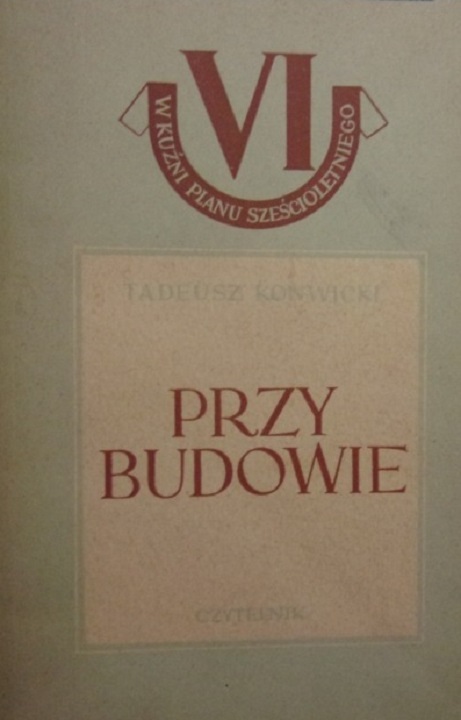 VI
W KUŹNI PLANU SZEŚCIOLETNIEGO
TADEUSZ KONWICKI
PRZY
BUDOWIE
CZYTELNIK